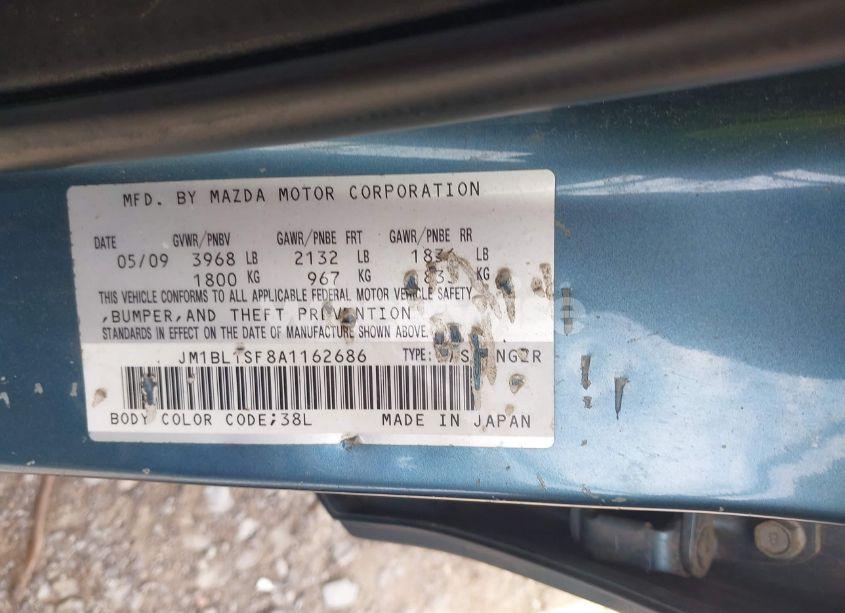 MFD. BY MAZDA MOTOR CORPORATION
DATE GVWR/PNBV GAWR/PNBE FRT GAWR/PNBE RR
05/09 3968 LB 2132 LB LB
1800 KG 967 KG KG
THIS VEHICLE CONFORMS TO ALL APPLICABLE FEDERAL MOTOR VEHICLE SAFETY
,BUMPER,AND THEFT PREVENTION
STANDARDS IN EFFECT ON THE DATE OF MANUFACTURE SHOWN ABOVE.
JM1BL1SF8A1162686 TYPE:
BODY COLOR CODE;38L MADE IN JAPAN